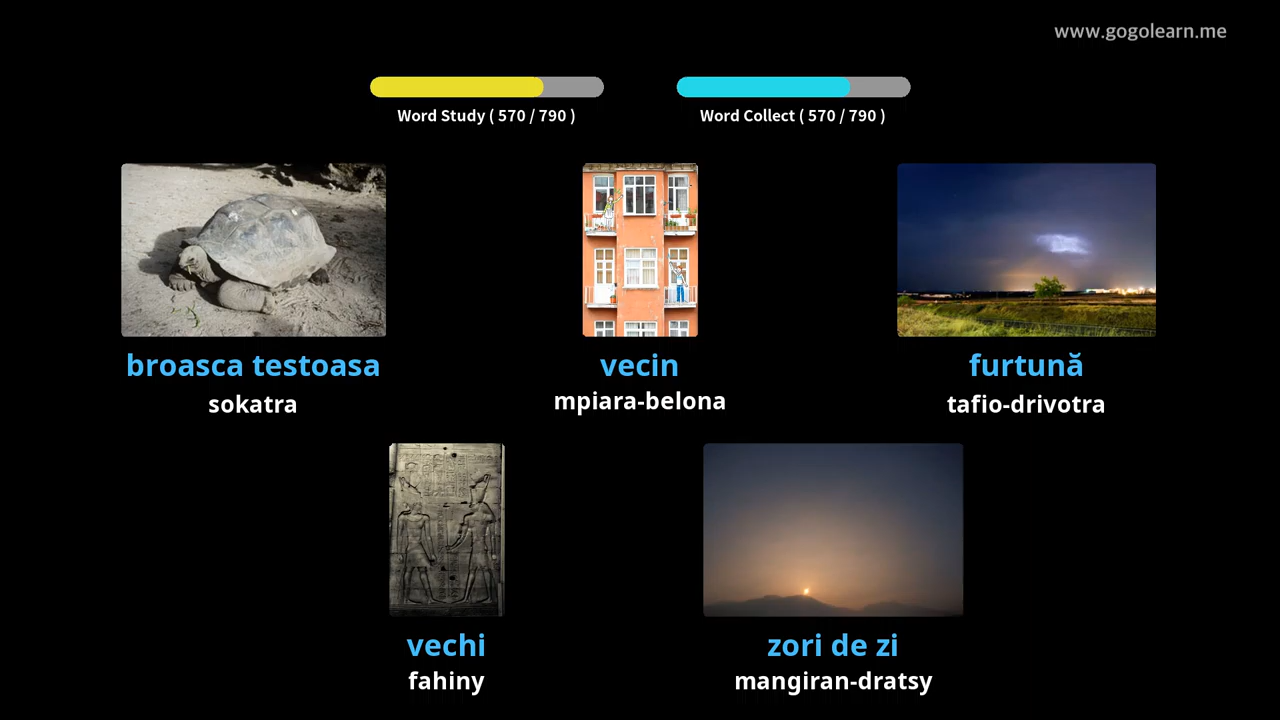 www.gogolearn.me
Word Study ( 570 / 790 )
Word Collect ( 570 / 790 )
broasca testoasa
sokatra
vecin
mpiara-belona
furtună
tafio-drivotra
vechi
fahiny
zori de zi
mangiran-dratsy